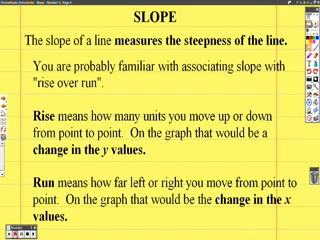 SLOPE
The slope of a line measures the steepness of the line.
You are probably familiar with associating slope with
"rise over run".
Rise means how many units you move up or down
from point to point. On the graph that would be a
change in the y values.
Run means how far left or right you move from point to
point. On the graph that would be the change in the x
values.